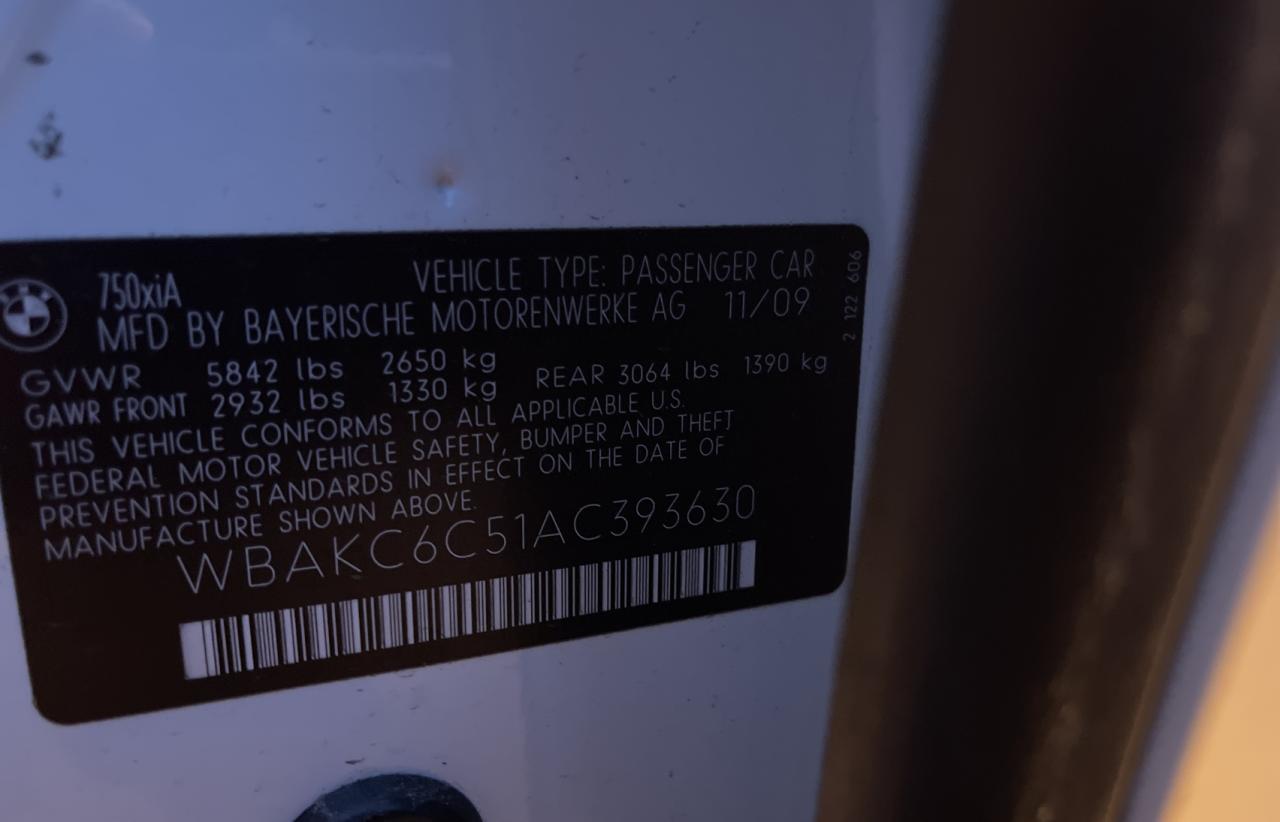 750xiA VEHICLE TYPE: PASSENGER CAR
MFD BY BAYERISCHE MOTORENWERKE AG 11/09
GVWR 5842 lbs 2650 kg
GAWR FRONT 2932 lbs 1330 kg REAR 3064 lbs 1390 kg
THIS VEHICLE CONFORMS TO ALL APPLICABLE U.S.
FEDERAL MOTOR VEHICLE SAFETY, BUMPER AND THEFT
PREVENTION STANDARDS IN EFFECT ON THE DATE OF
MANUFACTURE SHOWN ABOVE.
WBAKC6C51AC393630
2 122 606